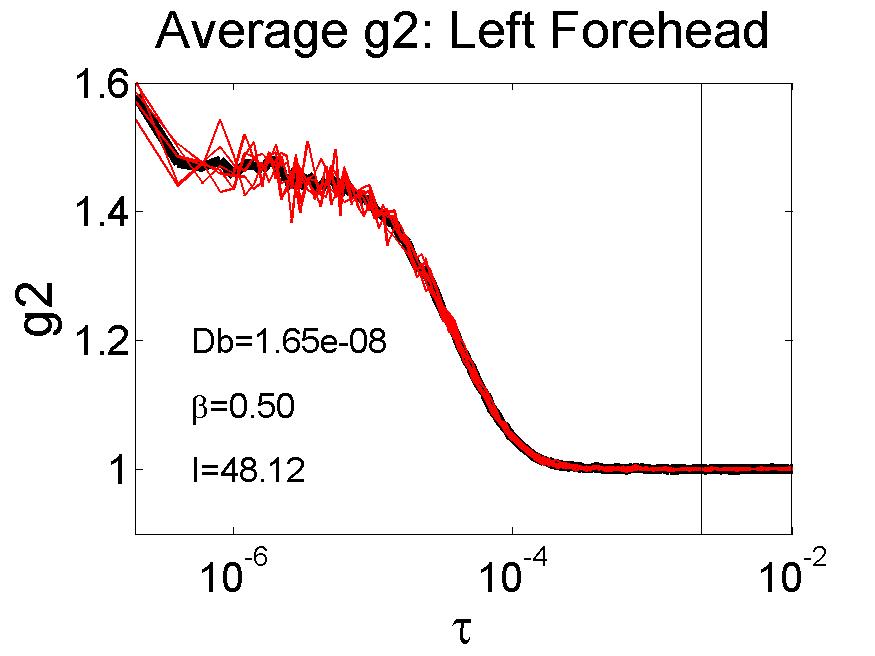 Average g2: Left Forehead
1.6
1.4
1.2
1
g2
Db=1.65e-08
β=0.50
I=48.12
10^-6
10^-4
10^-2
τ